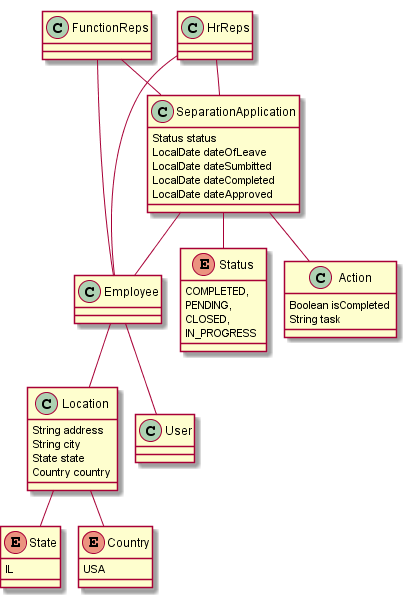 C FunctionReps
C HrReps
C SeparationApplication
Status status
LocalDate dateOfLeave
LocalDate dateSumbitted
LocalDate dateCompleted
LocalDate dateApproved
C Employee
E Status
COMPLETED,
PENDING,
CLOSED,
IN_PROGRESS
C Action
Boolean isCompleted
String task
C Location
String address
String city
State state
Country country
C User
E State
IL
E Country
USA